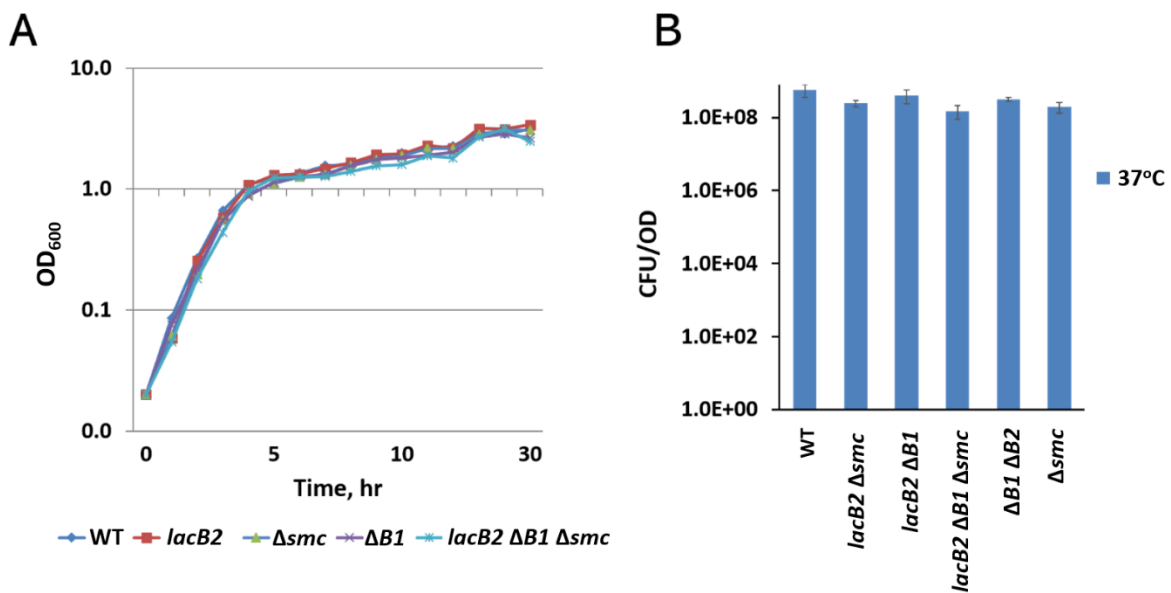 A
10.0
1.0
0.1
0.0
OD600
0
5
10
30
Time, hr
WT
lacB2
Δsmc
ΔB1
lacB2 ΔB1 Δsmc
B
1.0E+08
1.0E+06
1.0E+04
1.0E+02
1.0E+00
CFU/OD
WT
lacB2 Δsmc
lacB2 ΔB1
lacB2 ΔB1 Δsmc
ΔB1 ΔB2
Δsmc
37°C